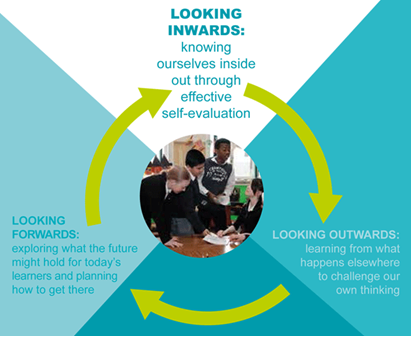 LOOKING
INWARDS:
knowing
ourselves inside
out through
effective
self-evaluation
LOOKING OUTWARDS:
learning from what
happens elsewhere
to challenge our
own thinking
LOOKING
FORWARDS:
exploring what the future
might hold for today's
learners and planning
how to get there